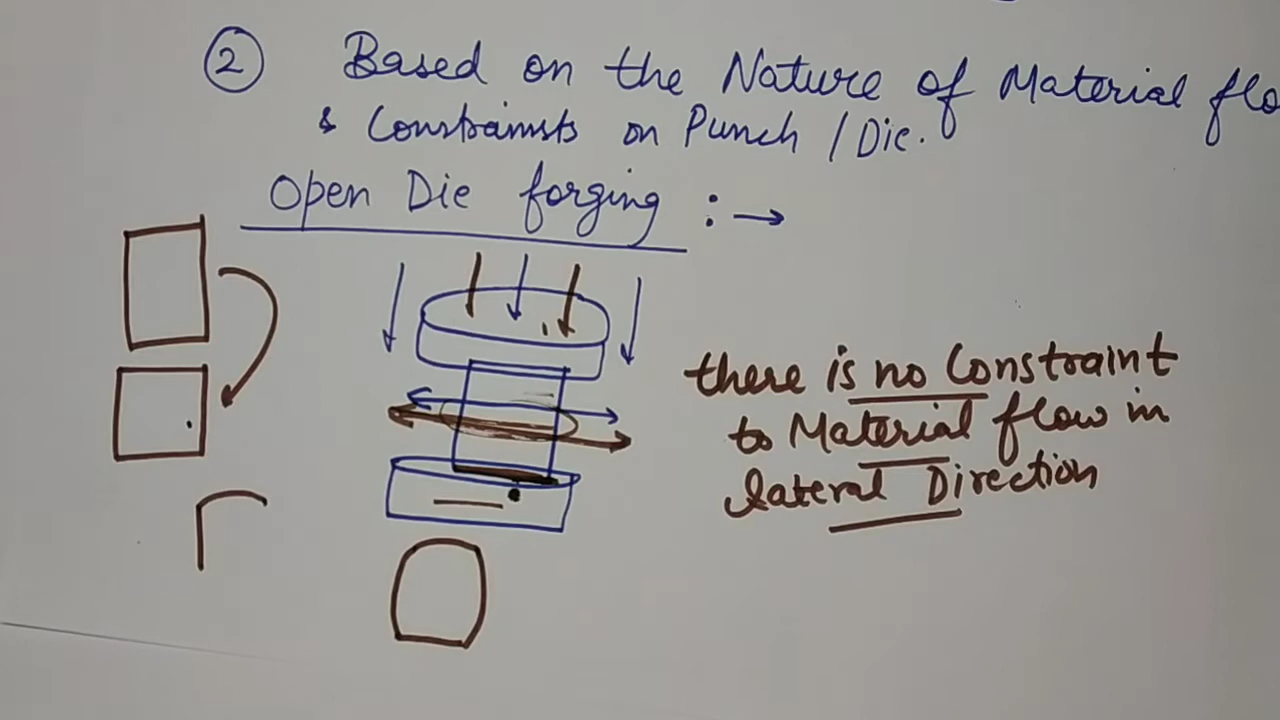 ② Based on the Nature of Material flo
& Constrainsts on Punch / Die.
Open Die forging : →
there is no Constraint
to Material flow in
lateral Direction